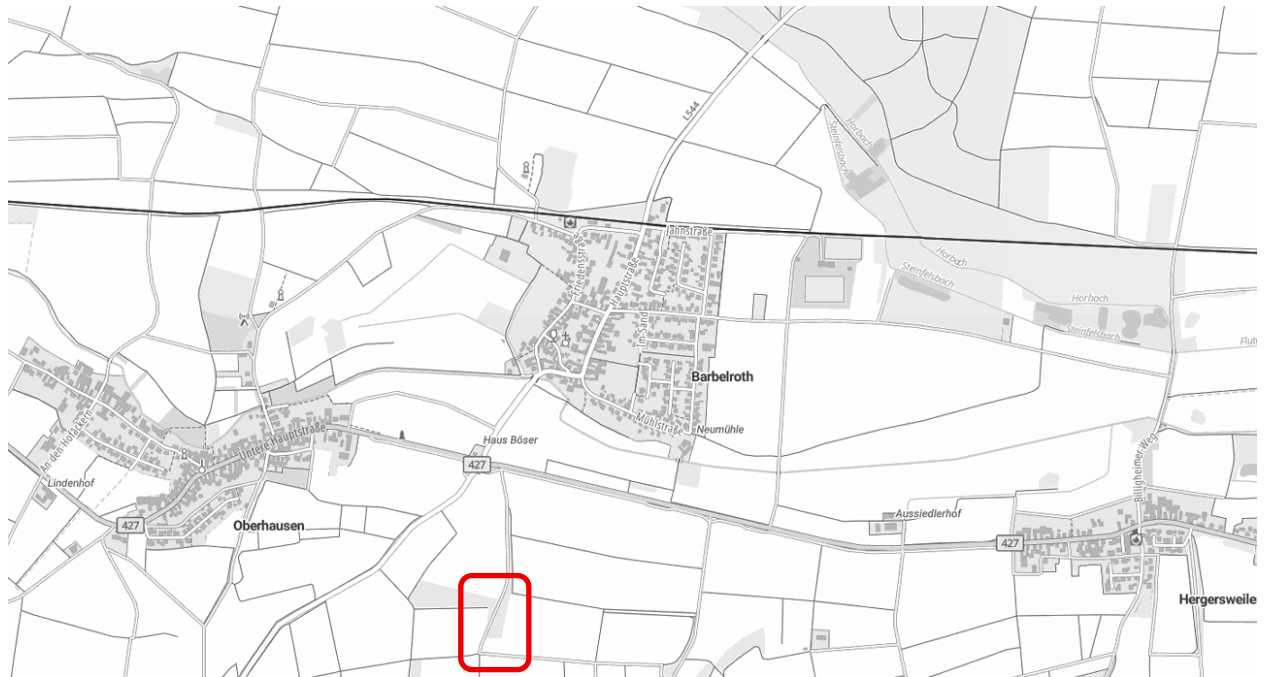 L544
Horbach
Steinfelsbach
Jahnstraße
Friedensstraße
Hauptstraße
Im Sand
Steinfelsbach
Horbach
Horbach
Steinfelsbach
Barbelroth
Mühlstraße
Neumühle
An den Hofäckern
Untere Hauptstraße
Haus Böser
427
Billigheimer Weg
Lindenhof
427
Oberhausen
Aussiedlerhof
427
Hergersweile